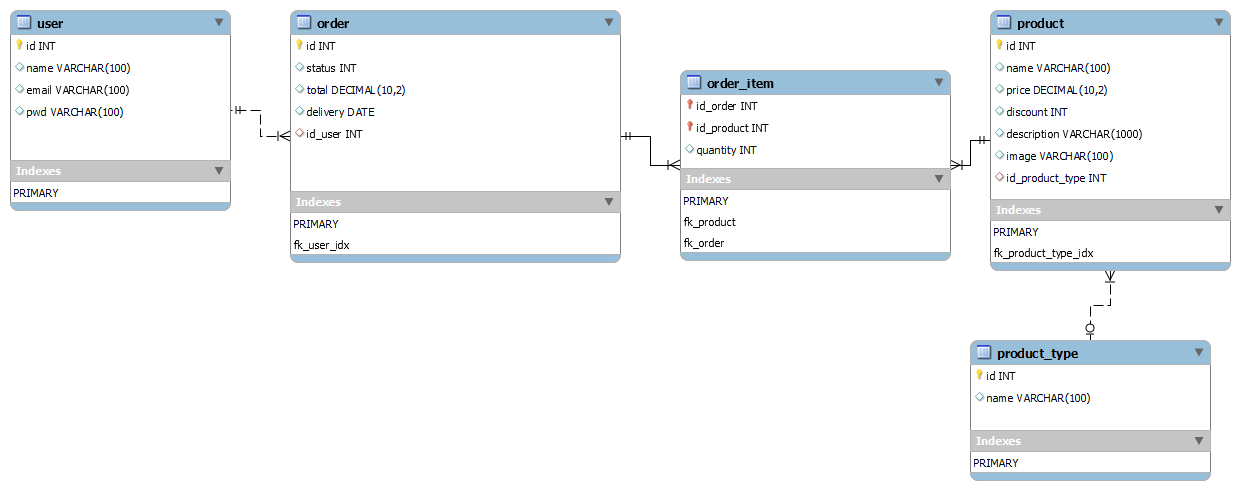 user
id INT
name VARCHAR(100)
email VARCHAR(100)
pwd VARCHAR(100)
Indexes
PRIMARY
order
id INT
status INT
total DECIMAL(10,2)
delivery DATE
id_user INT
Indexes
PRIMARY
fk_user_idx
order_item
id_order INT
id_product INT
quantity INT
Indexes
PRIMARY
fk_product
fk_order
product
id INT
name VARCHAR(100)
price DECIMAL(10,2)
discount INT
description VARCHAR(1000)
image VARCHAR(100)
id_product_type INT
Indexes
PRIMARY
fk_product_type_idx
product_type
id INT
name VARCHAR(100)
Indexes
PRIMARY